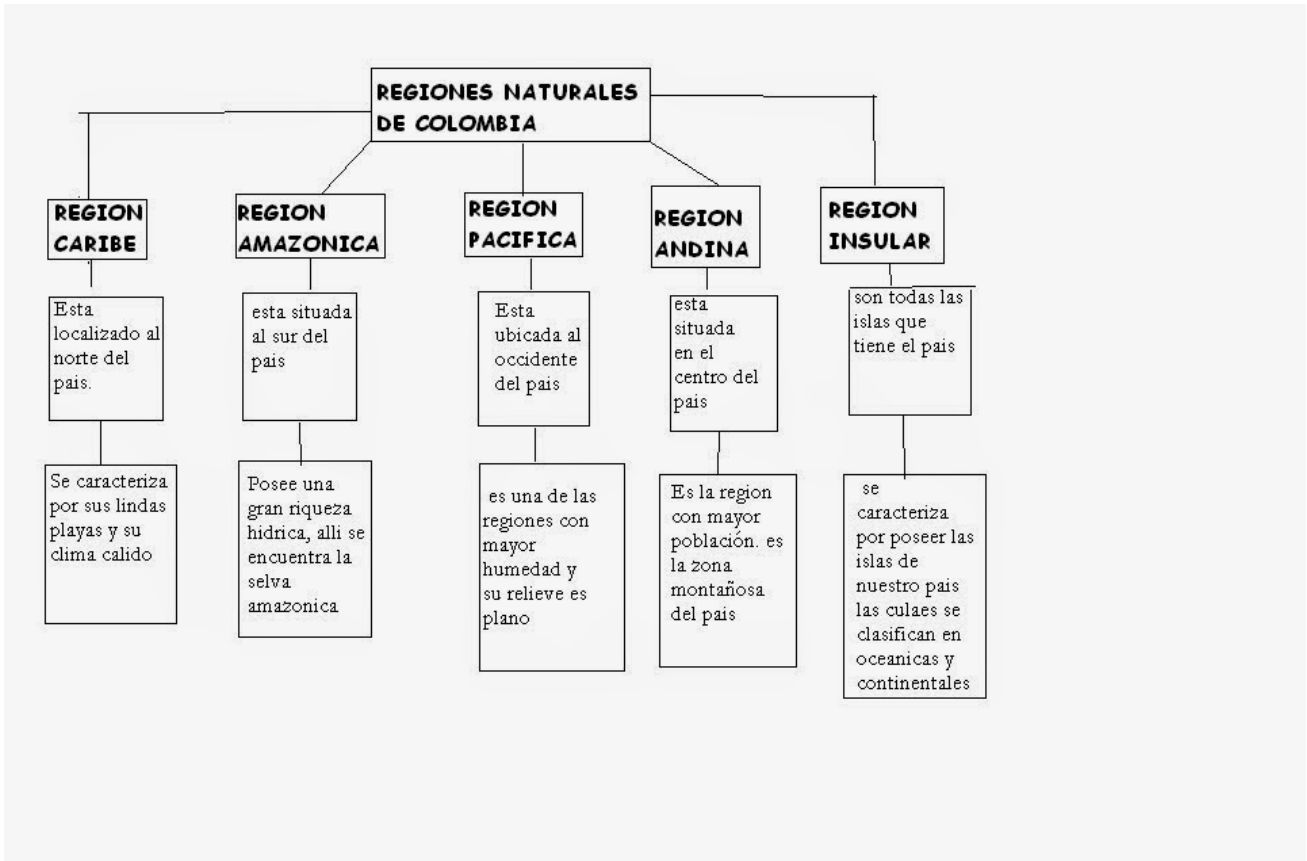 REGIONES NATURALES
DE COLOMBIA
REGION
CARIBE
Esta
localizado al
norte del
pais.
Se caracteriza
por sus lindas
playas y su
clima calido
REGION
AMAZONICA
esta situada
al sur del
pais
Posee una
gran riqueza
hidrica, alli se
encuentra la
selva
amazonica
REGION
PACIFICA
Esta
ubicada al
occidente
del pais
es una de las
regiones con
mayor
humedad y
su relieve es
plano
REGION
ANDINA
esta
situada
en el
centro del
pais
Es la region
con mayor
población. es
la zona
montañosa
del pais
REGION
INSULAR
son todas las
islas que
tiene el pais
se
caracteriza
por poseer las
islas de
nuestro pais
las culaes se
clasifican en
oceanicas y
continentales